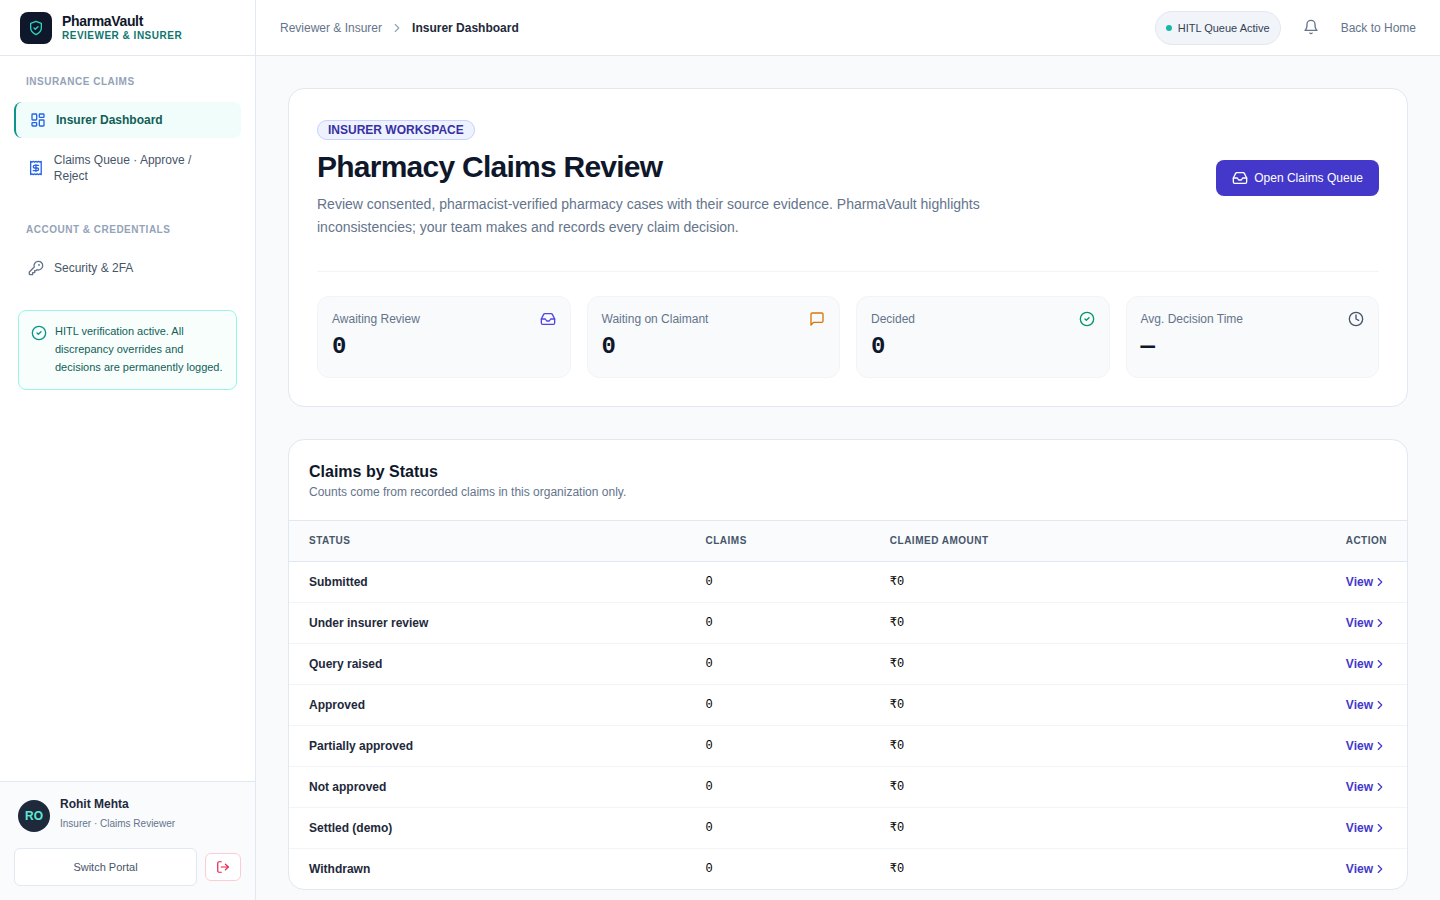 PharmaVault
REVIEWER & INSURER
Reviewer & Insurer
Insurer Dashboard
HITL Queue Active
Back to Home
INSURANCE CLAIMS
Insurer Dashboard
Claims Queue · Approve /
Reject
ACCOUNT & CREDENTIALS
Security & 2FA
HITL verification active. All
discrepancy overrides and
decisions are permanently logged.
RO
Rohit Mehta
Insurer · Claims Reviewer
Switch Portal
INSURER WORKSPACE
Pharmacy Claims Review
Review consented, pharmacist-verified pharmacy cases with their source evidence. PharmaVault highlights
inconsistencies; your team makes and records every claim decision.
Open Claims Queue
Awaiting Review
0
Waiting on Claimant
0
Decided
0
Avg. Decision Time
—
Claims by Status
Counts come from recorded claims in this organization only.
STATUS CLAIMS CLAIMED AMOUNT ACTION
Submitted 0 ₹0 View
Under insurer review 0 ₹0 View
Query raised 0 ₹0 View
Approved 0 ₹0 View
Partially approved 0 ₹0 View
Not approved 0 ₹0 View
Settled (demo) 0 ₹0 View
Withdrawn 0 ₹0 View